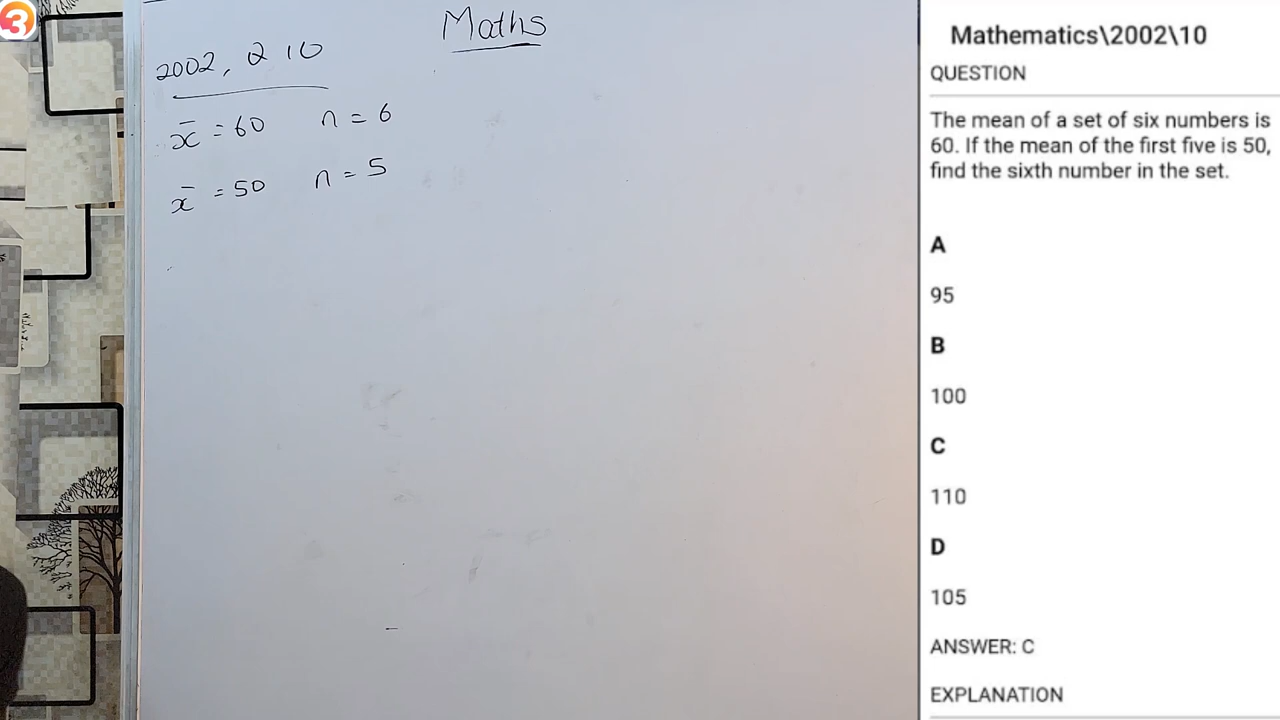 3
Maths
2002, Q 10
x̄ = 60 n = 6
x̄ = 50 n = 5
Mathematics\2002\10
QUESTION
The mean of a set of six numbers is
60. If the mean of the first five is 50,
find the sixth number in the set.
A
95
B
100
C
110
D
105
ANSWER: C
EXPLANATION